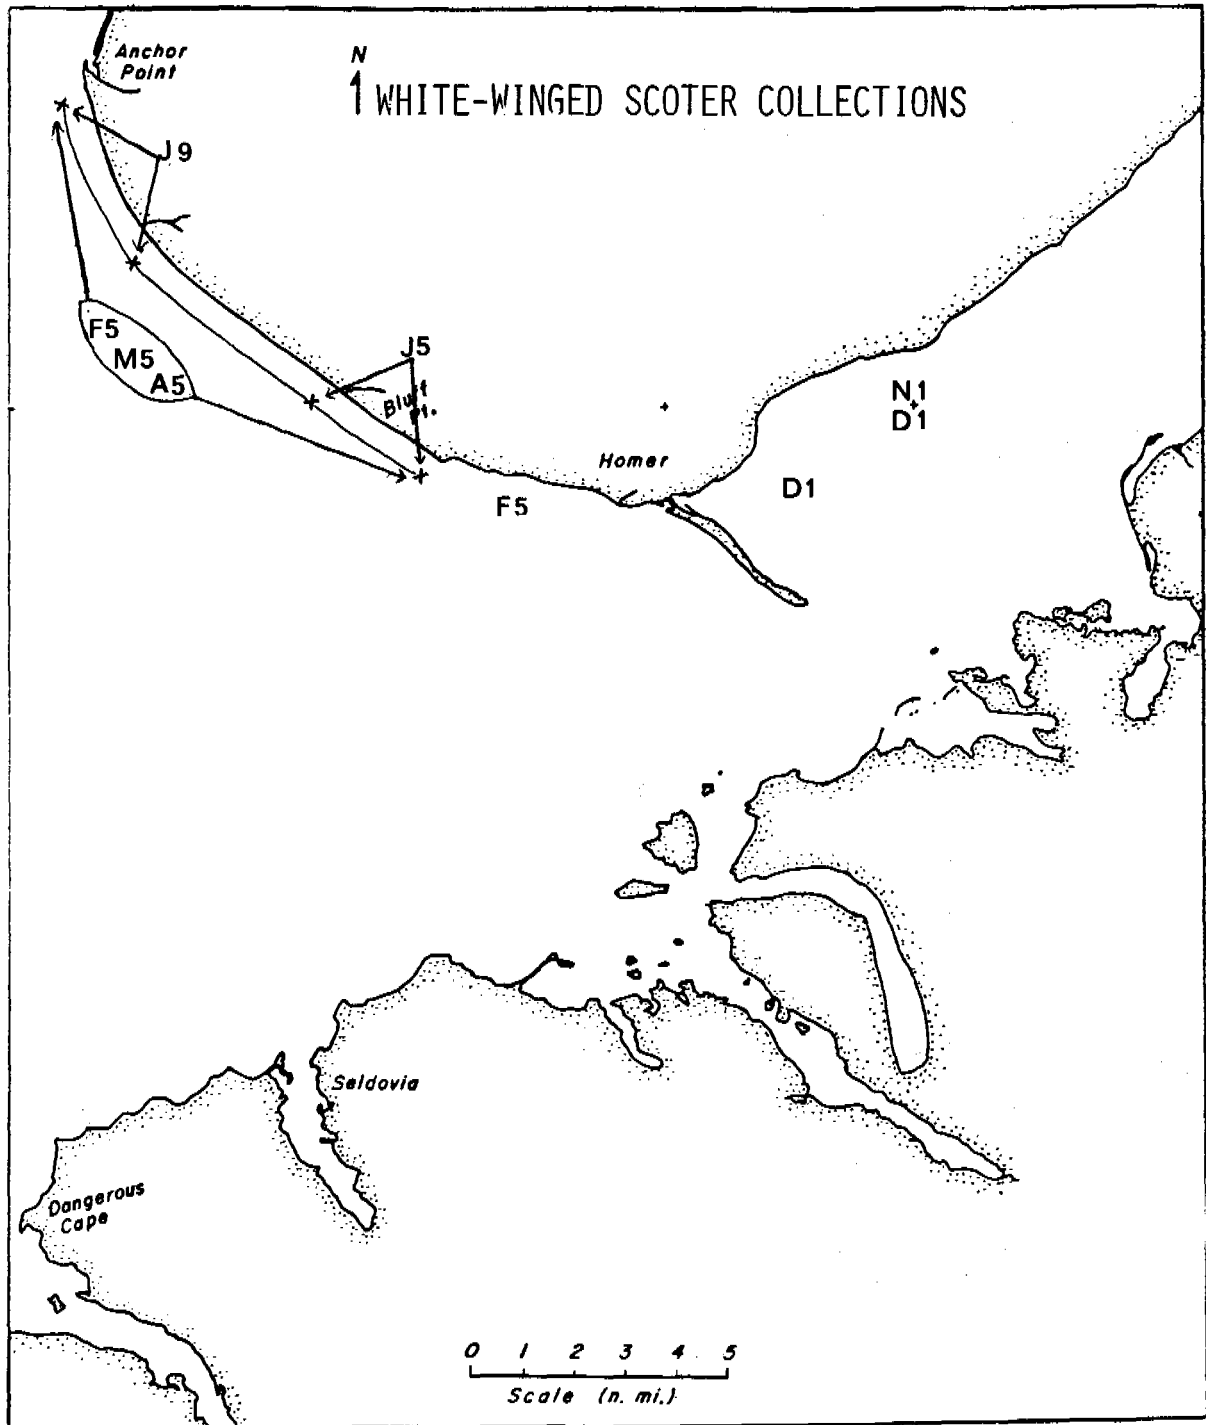 Anchor
Point
N
1 WHITE-WINGED SCOTER COLLECTIONS
J9
F5
M5
A5
J5
Bluff
Pt.
N1
D1
Homer
D1
F5
Seldovia
Dangerous
Cape
0 1 2 3 4 5
Scale (n. mi.)